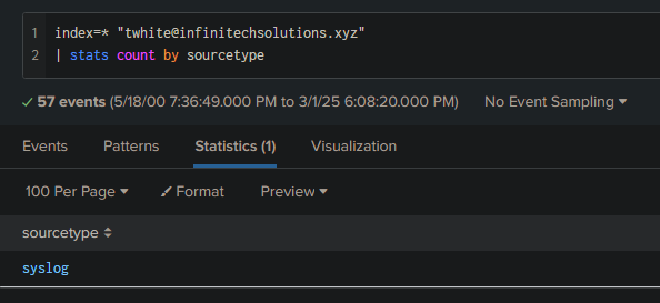 1 index=* "twhite@infinitechsolutions.xyz"
2 | stats count by sourcetype
✓ 57 events (5/18/00 7:36:49.000 PM to 3/1/25 6:08:20.000 PM) No Event Sampling
Events Patterns Statistics (1) Visualization
100 Per Page Format Preview
sourcetype
syslog